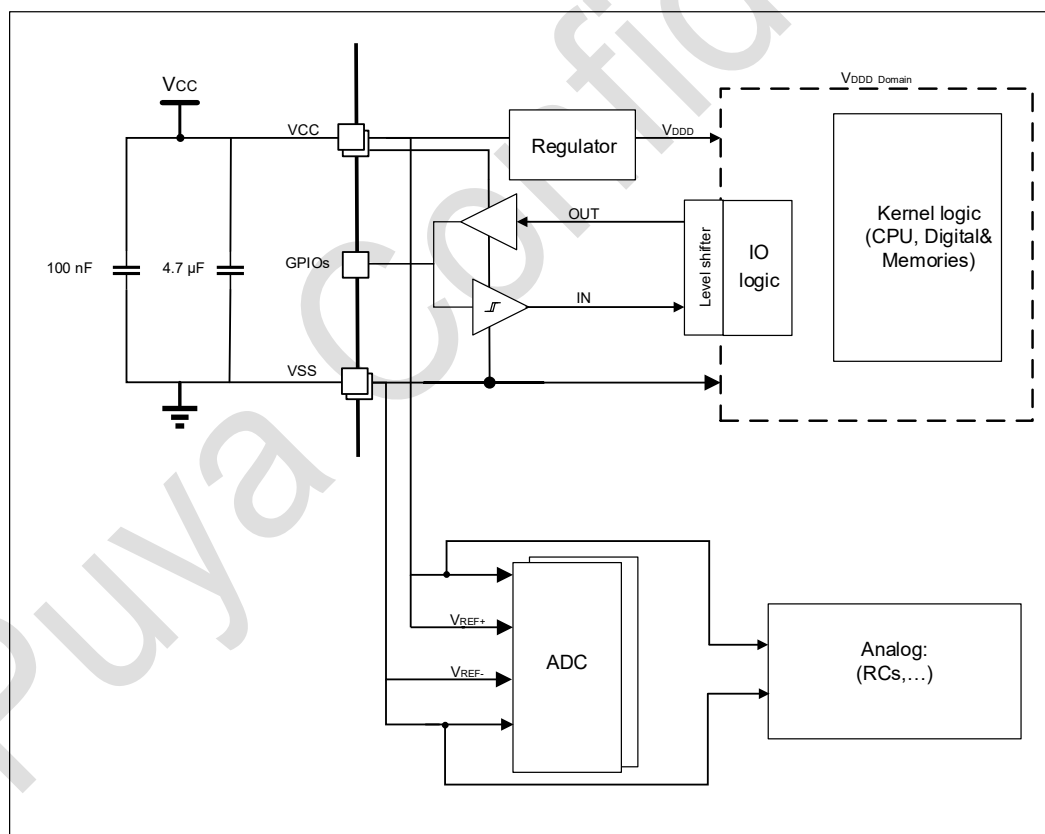 VCC
VCC
Regulator
VDDD
VDDD Domain
Kernel logic
(CPU, Digital&
Memories)
OUT
Level shifter
IO
logic
100 nF
4.7 µF
GPIOs
IN
VSS
VREF+
VREF-
ADC
Analog:
(RCs,…)
Puya Confid